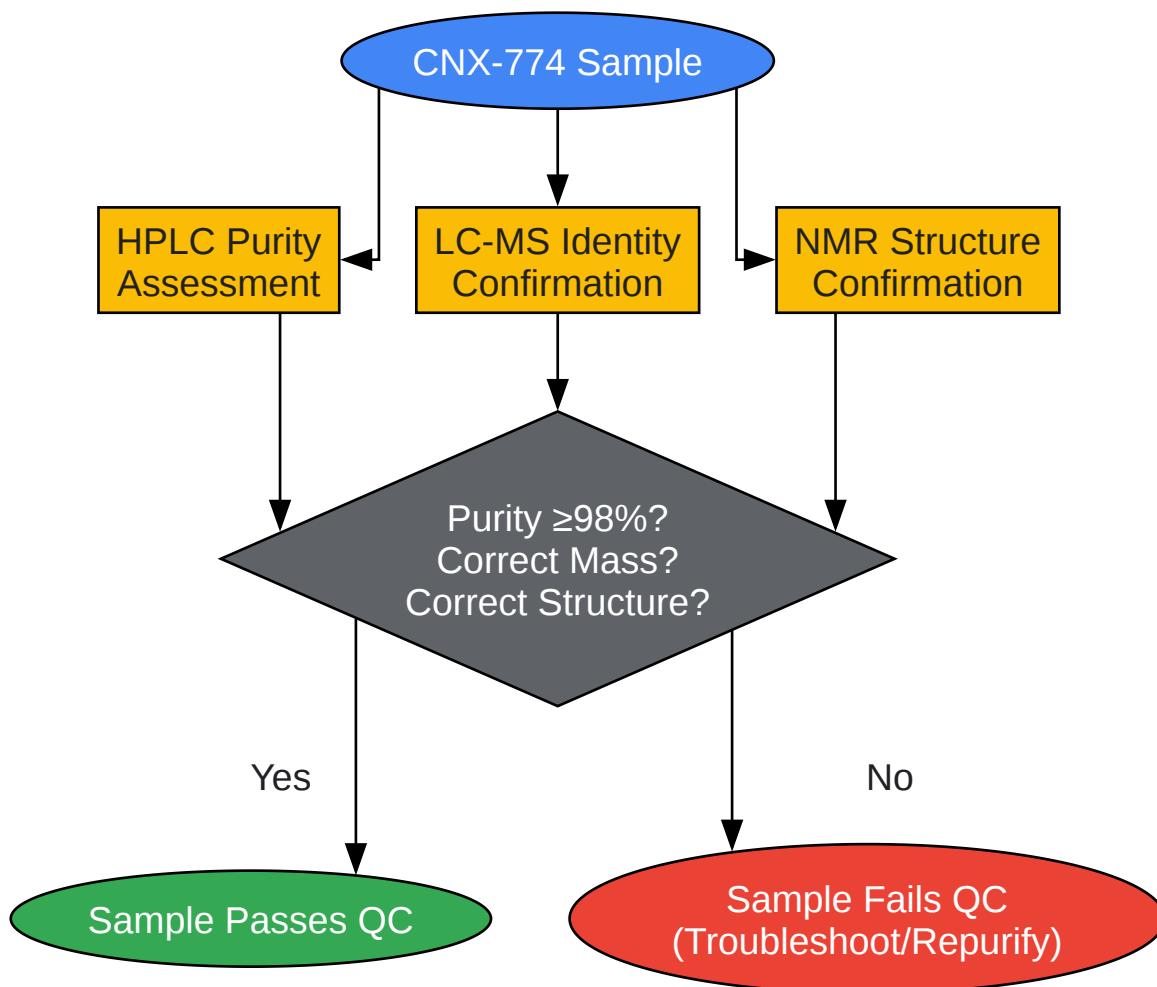 CNX-774 Sample
HPLC Purity
Assessment
LC-MS Identity
Confirmation
NMR Structure
Confirmation
Purity ≥98%?
Correct Mass?
Correct Structure?
Yes
No
Sample Passes QC
Sample Fails QC
(Troubleshoot/Repurify)